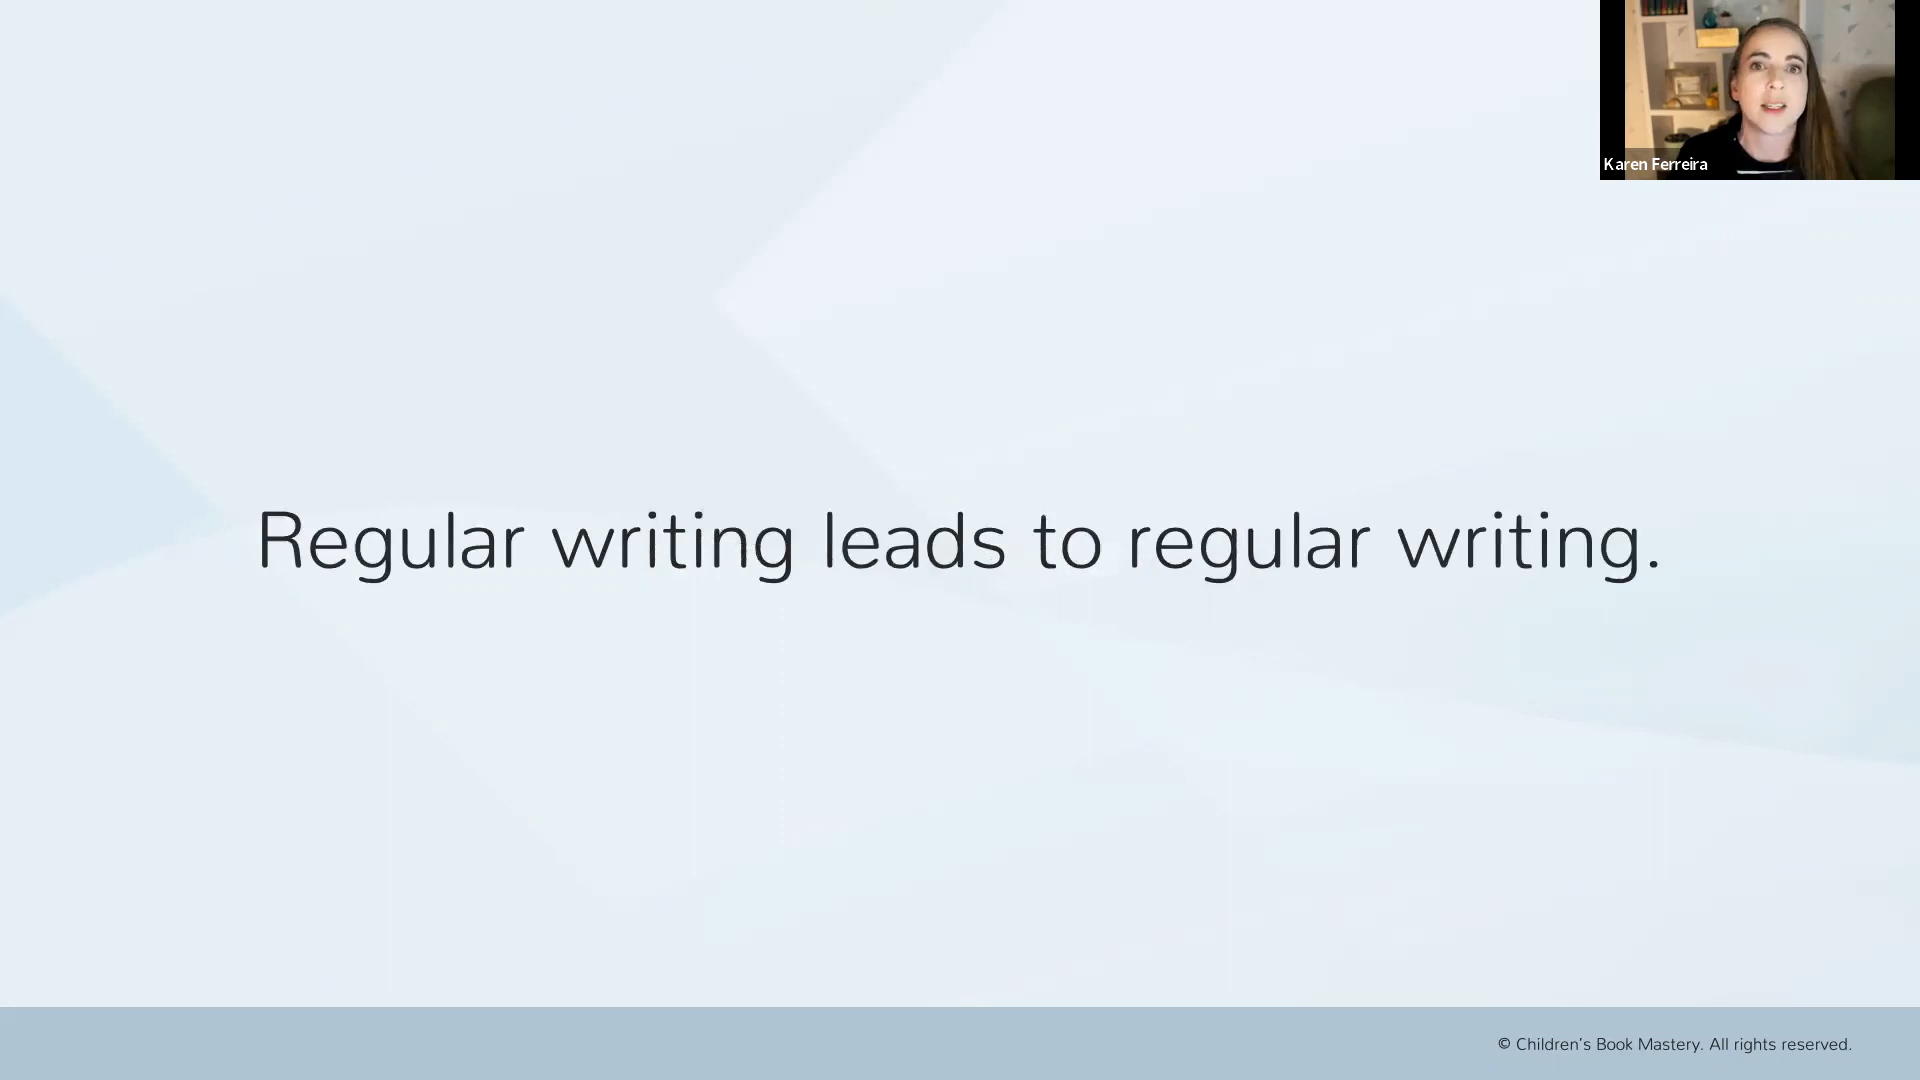 Karen Ferreira
Regular writing leads to regular writing.
© Children's Book Mastery. All rights reserved.